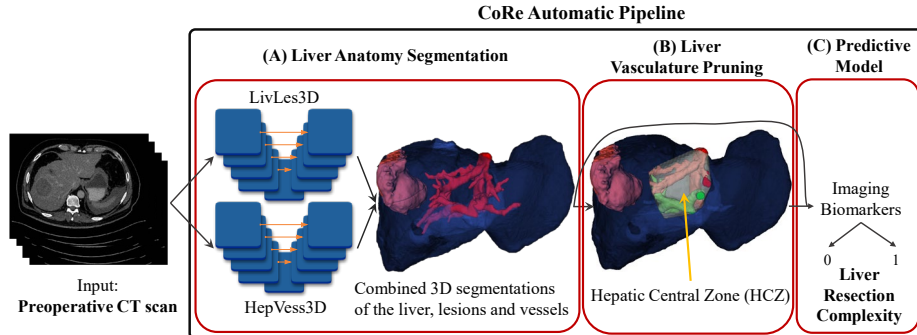 CoRe Automatic Pipeline
(A) Liver Anatomy Segmentation
(B) Liver
Vasculature Pruning
(C) Predictive
Model
LivLes3D
HepVess3D
Input:
Preoperative CT scan
Combined 3D segmentations
of the liver, lesions and vessels
Hepatic Central Zone (HCZ)
Imaging
Biomarkers
0 1
Liver
Resection
Complexity